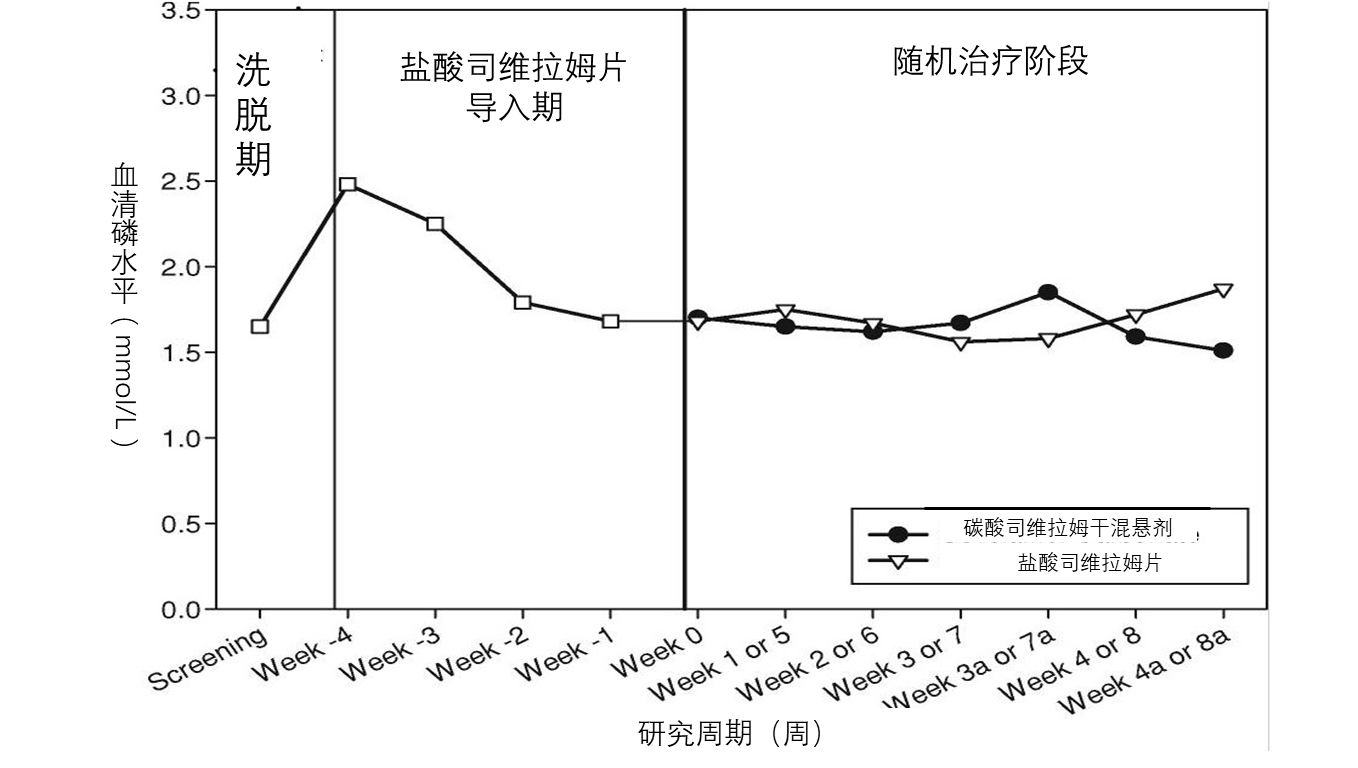 3.5
3.0
2.5
2.0
1.5
1.0
0.5
0.0
血清磷水平（mmol/L）
洗脱期
盐酸司维拉姆片
导入期
随机治疗阶段
碳酸司维拉姆干混悬剂
盐酸司维拉姆片
Screening
Week -4
Week -3
Week -2
Week -1
Week 0
Week 1 or 5
Week 2 or 6
Week 3 or 7
Week 3a or 7a
Week 4 or 8
Week 4a or 8a
研究周期（周）